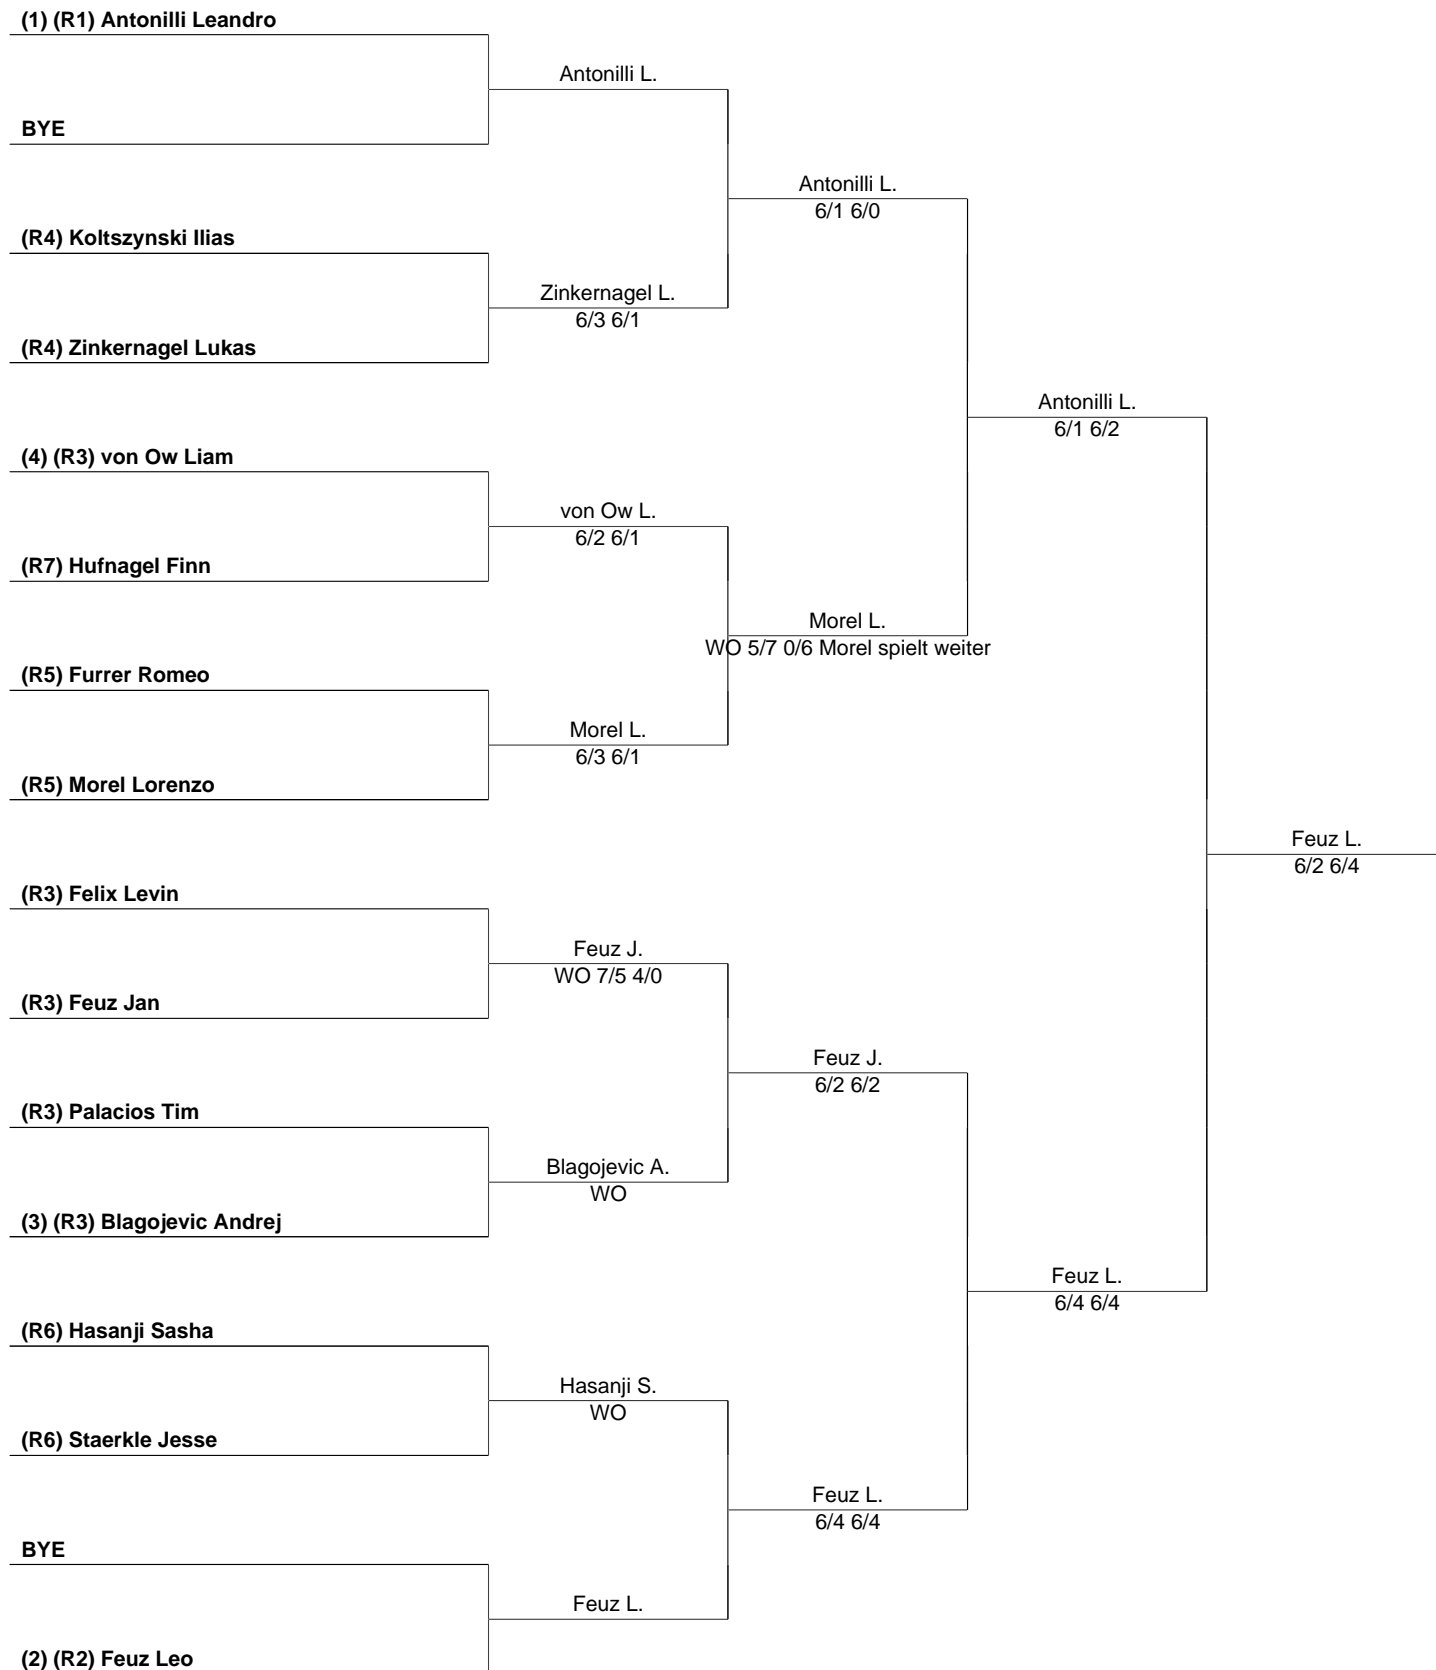 (1) (R1) Antonilli Leandro
Antonilli L.
BYE
Antonilli L.
6/1 6/0
(R4) Koltszynski Ilias
Zinkernagel L.
6/3 6/1
(R4) Zinkernagel Lukas
Antonilli L.
6/1 6/2
(4) (R3) von Ow Liam
von Ow L.
6/2 6/1
(R7) Hufnagel Finn
Morel L.
WO 5/7 0/6 Morel spielt weiter
(R5) Furrer Romeo
Morel L.
6/3 6/1
(R5) Morel Lorenzo
Feuz L.
6/2 6/4
(R3) Felix Levin
Feuz J.
WO 7/5 4/0
(R3) Feuz Jan
Feuz J.
6/2 6/2
(R3) Palacios Tim
Blagojevic A.
WO
(3) (R3) Blagojevic Andrej
Feuz L.
6/4 6/4
(R6) Hasanji Sasha
Hasanji S.
WO
(R6) Staerkle Jesse
Feuz L.
6/4 6/4
BYE
Feuz L.
(2) (R2) Feuz Leo